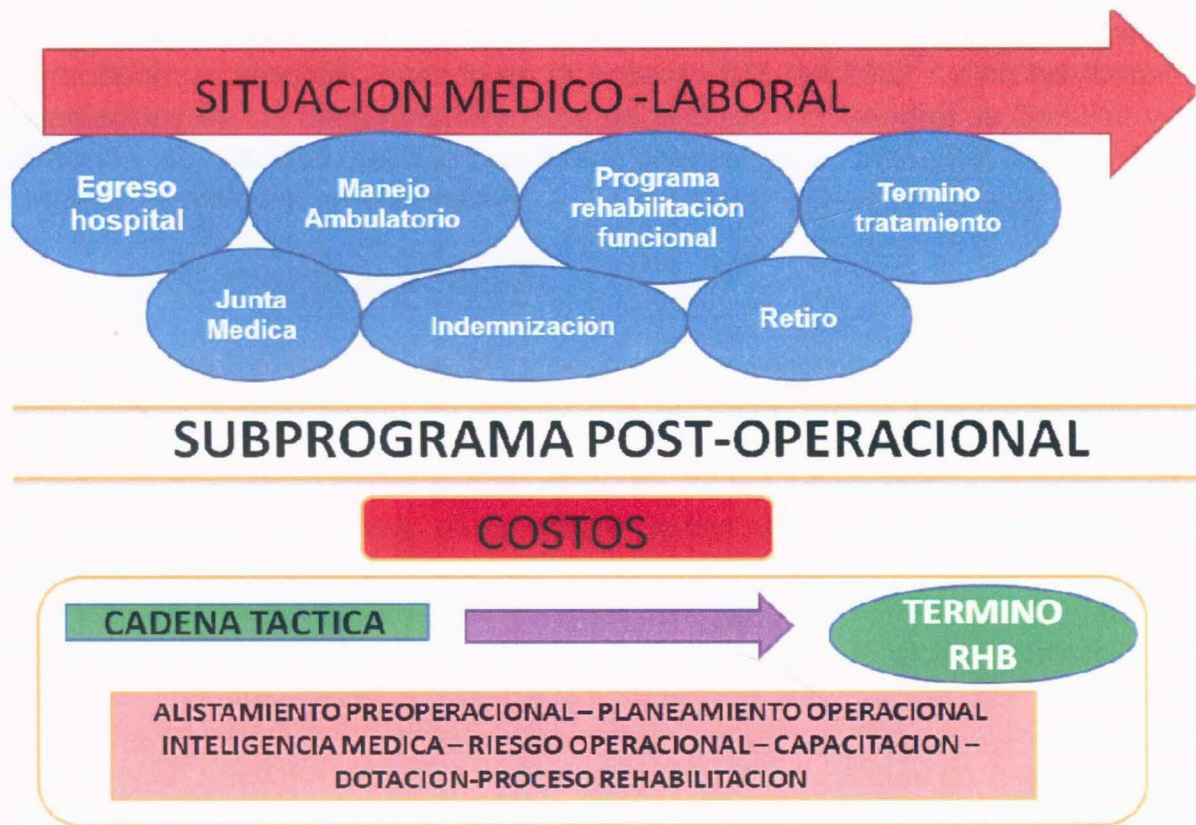 SITUACION MEDICO -LABORAL
Egreso
hospital
Manejo
Ambulatorio
Programa
rehabilitación
funcional
Termino
tratamiento
Junta
Medica
Indemnización
Retiro
SUBPROGRAMA POST-OPERACIONAL
COSTOS
CADENA TACTICA
TERMINO
RHB
ALISTAMIENTO PREOPERACIONAL – PLANEAMIENTO OPERACIONAL
INTELIGENCIA MEDICA – RIESGO OPERACIONAL – CAPACITACION –
DOTACION-PROCESO REHABILITACION